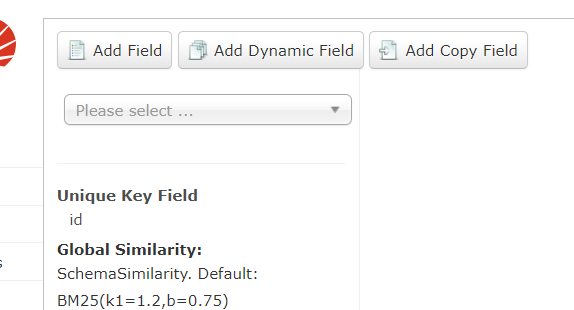 Add Field Add Dynamic Field Add Copy Field
Please select ...
Unique Key Field
id
Global Similarity:
SchemaSimilarity. Default:
BM25(k1=1.2,b=0.75)